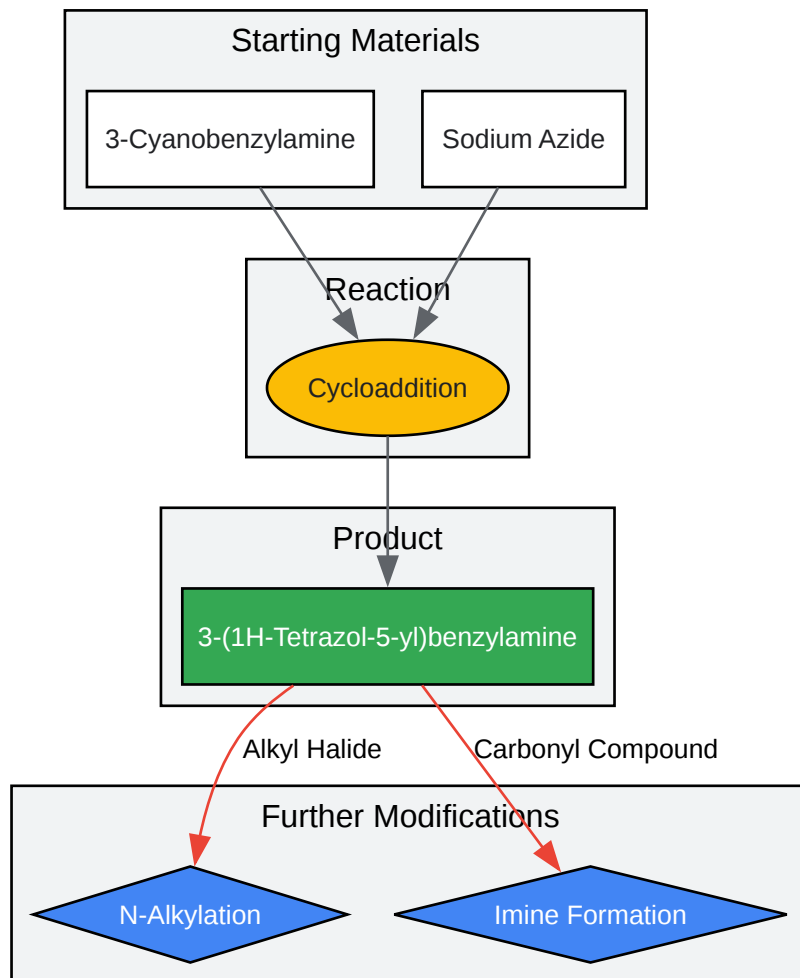 Starting Materials
3-Cyanobenzylamine
Sodium Azide
Reaction
Cycloaddition
Product
3-(1H-Tetrazol-5-yl)benzylamine
Alkyl Halide
Carbonyl Compound
Further Modifications
N-Alkylation
Imine Formation